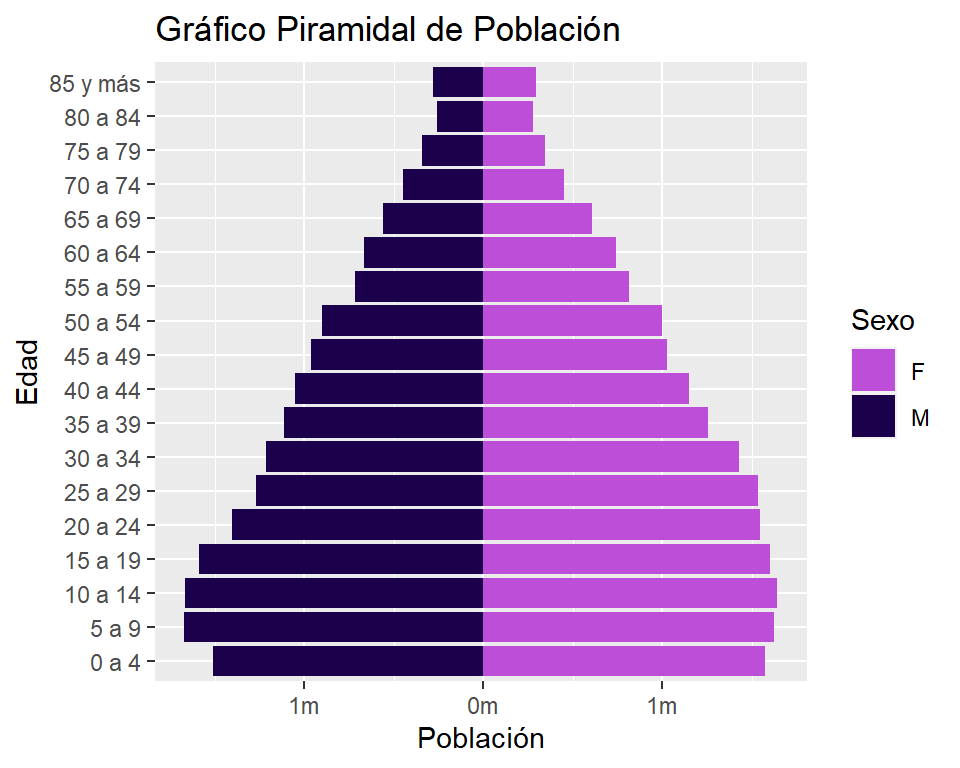 Gráfico Piramidal de Población
85 y más
80 a 84
75 a 79
70 a 74
65 a 69
60 a 64
55 a 59
50 a 54
45 a 49
40 a 44
35 a 39
30 a 34
25 a 29
20 a 24
15 a 19
10 a 14
5 a 9
0 a 4
Edad
1m 0m 1m
Población
Sexo
F
M